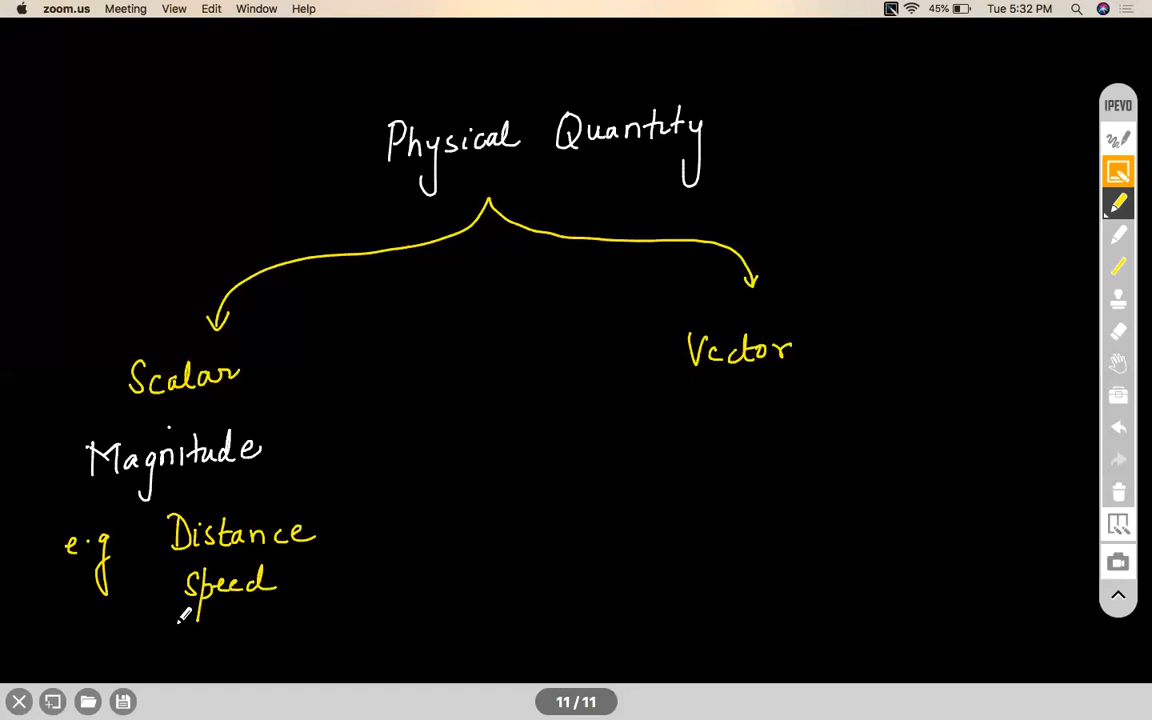 zoom.us Meeting View Edit Window Help 45% Tue 5:32 PM
IPEVO
Physical Quantity
Scalar
Vector
Magnitude
e.g Distance
speed
11/11